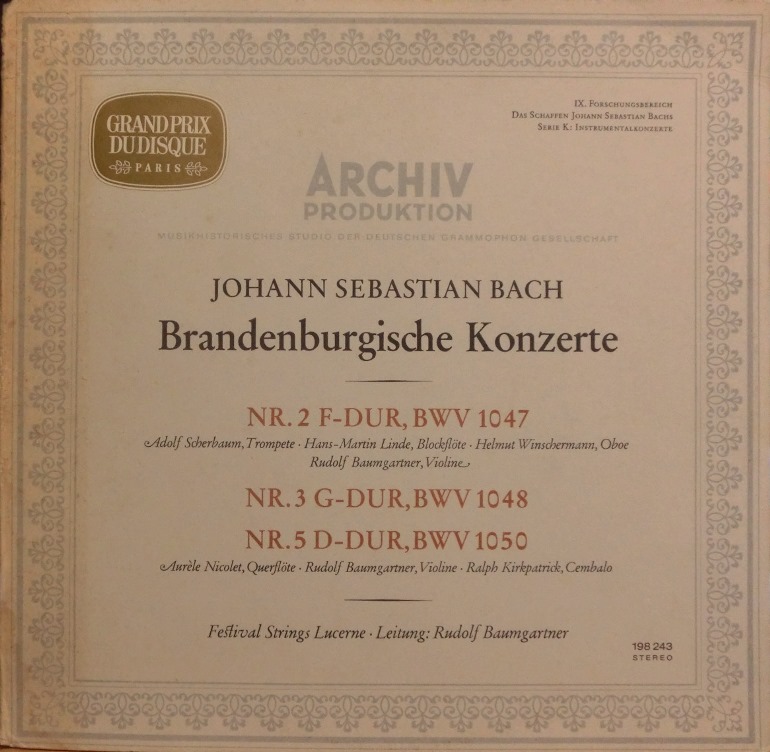 GRAND PRIX
DU DISQUE
PARIS
IX. Forschungsbereich
Das Schaffen Johann Sebastian Bachs
Serie K: Instrumentalkonzerte
ARCHIV
PRODUKTION
MUSIKHISTORISCHES STUDIO DER DEUTSCHEN GRAMMOPHON GESELLSCHAFT
JOHANN SEBASTIAN BACH
Brandenburgische Konzerte
NR. 2 F-DUR, BWV 1047
Adolf Scherbaum, Trompete · Hans-Martin Linde, Blockflöte · Helmut Winschermann, Oboe
Rudolf Baumgartner, Violine
NR. 3 G-DUR, BWV 1048
NR. 5 D-DUR, BWV 1050
Aurèle Nicolet, Querflöte · Rudolf Baumgartner, Violine · Ralph Kirkpatrick, Cembalo
Festival Strings Lucerne · Leitung: Rudolf Baumgartner
198 243
STEREO